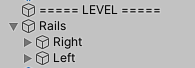 ===== LEVEL =====
Rails
Right
Left